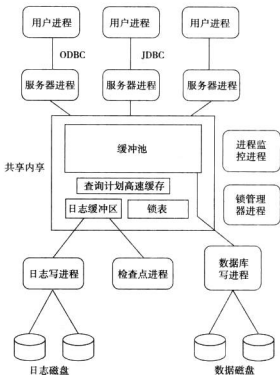 用户进程 用户进程 用户进程
ODBC JDBC
服务器进程 服务器进程 服务器进程
缓冲池
进程监
控进程
共享内享
查询计划高速缓存
日志缓冲区 锁表
锁管理
器进程
日志写进程 检查点进程 数据库
写进程
日志磁盘 数据磁盘